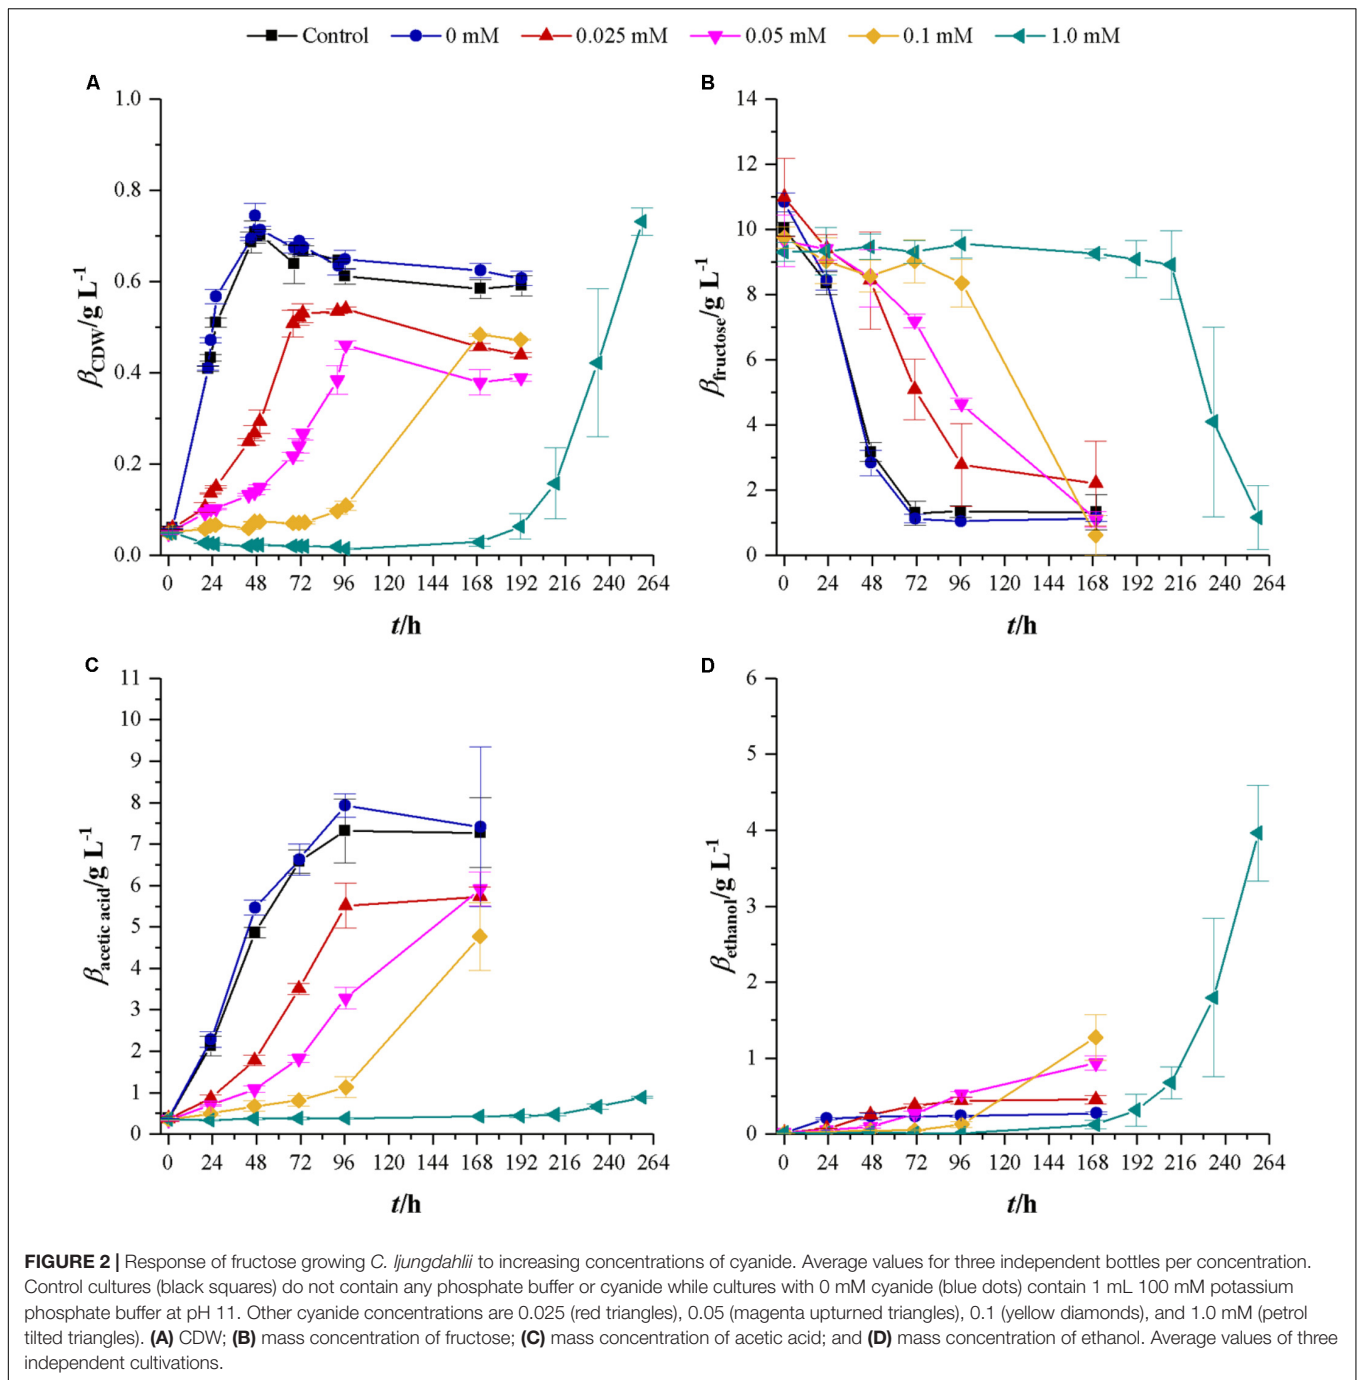 Control 0 mM 0.025 mM 0.05 mM 0.1 mM 1.0 mM
A
1.0
0.8
0.6
0.4
0.2
0.0
βCDW/g L-1
0 24 48 72 96 120 144 168 192 216 240 264
t/h
B
14
12
10
8
6
4
2
0
βfructose/g L-1
0 24 48 72 96 120 144 168 192 216 240 264
t/h
C
11
10
9
8
7
6
5
4
3
2
1
0
βacetic acid/g L-1
0 24 48 72 96 120 144 168 192 216 240 264
t/h
D
6
5
4
3
2
1
0
βethanol/g L-1
0 24 48 72 96 120 144 168 192 216 240 264
t/h
FIGURE 2 | Response of fructose growing C. ljungdahlii to increasing concentrations of cyanide. Average values for three independent bottles per concentration.
Control cultures (black squares) do not contain any phosphate buffer or cyanide while cultures with 0 mM cyanide (blue dots) contain 1 mL 100 mM potassium
phosphate buffer at pH 11. Other cyanide concentrations are 0.025 (red triangles), 0.05 (magenta upturned triangles), 0.1 (yellow diamonds), and 1.0 mM (petrol
tilted triangles). (A) CDW; (B) mass concentration of fructose; (C) mass concentration of acetic acid; and (D) mass concentration of ethanol. Average values of three
independent cultivations.